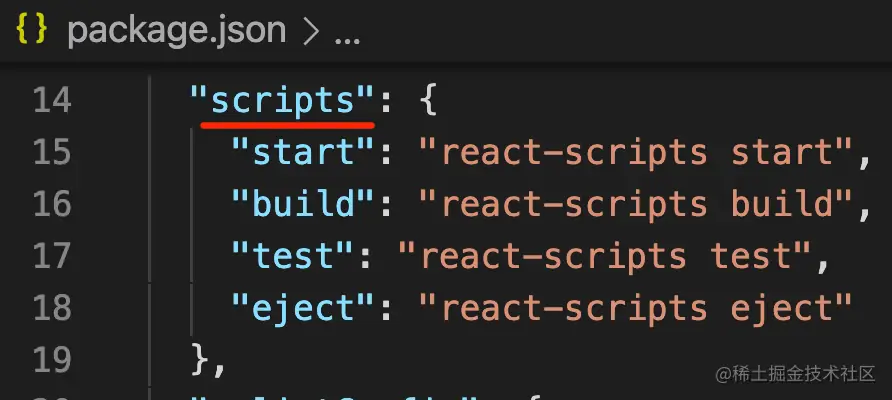 {} package.json > ...
14 "scripts": {
15 "start": "react-scripts start",
16 "build": "react-scripts build",
17 "test": "react-scripts test",
18 "eject": "react-scripts eject"
19 },
@稀土掘金技术社区